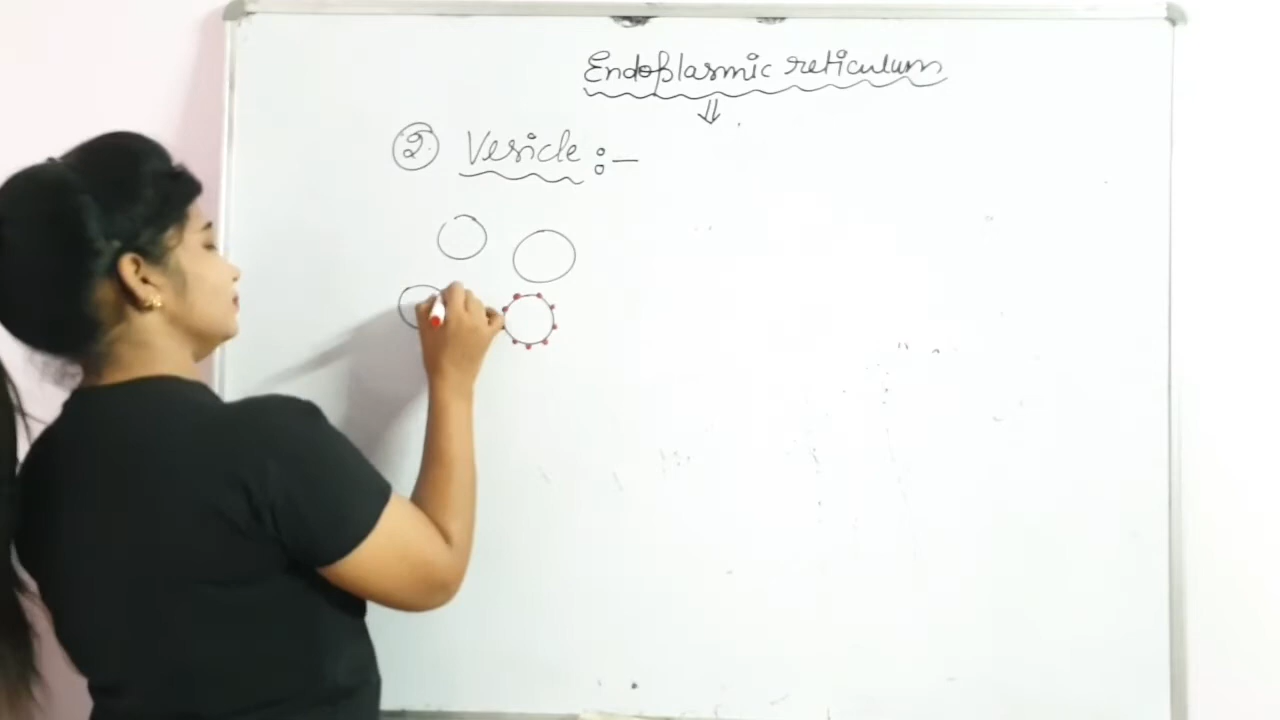 Endoplasmic reticulum
⇓
② Vesicle :-